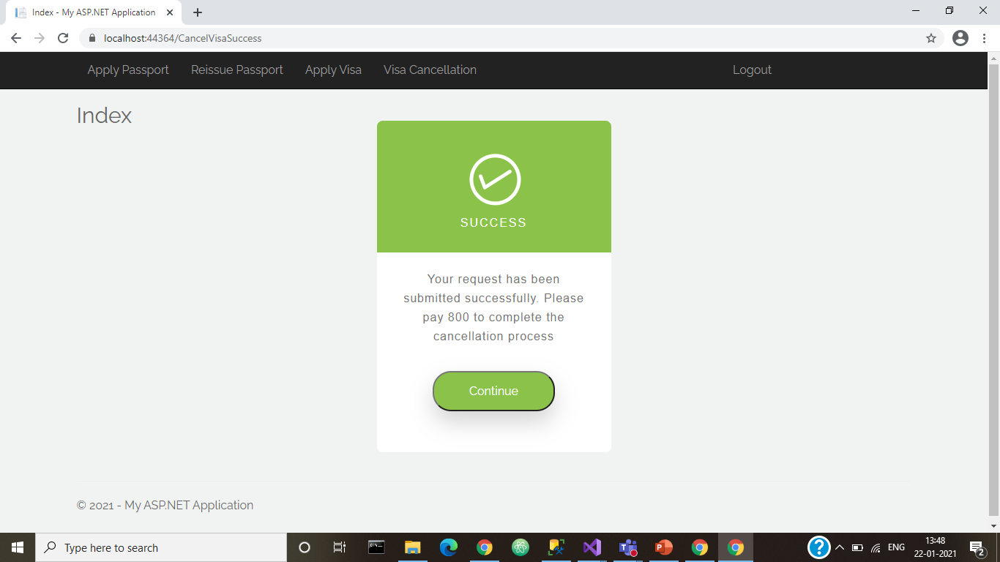 Index - My ASP.NET Application
localhost:44364/CancelVisaSuccess
Apply Passport Reissue Passport Apply Visa Visa Cancellation Logout
Index
SUCCESS
Your request has been
submitted successfully. Please
pay 800 to complete the
cancellation process
Continue
© 2021 - My ASP.NET Application
Type here to search
ENG
13:48
22-01-2021
2